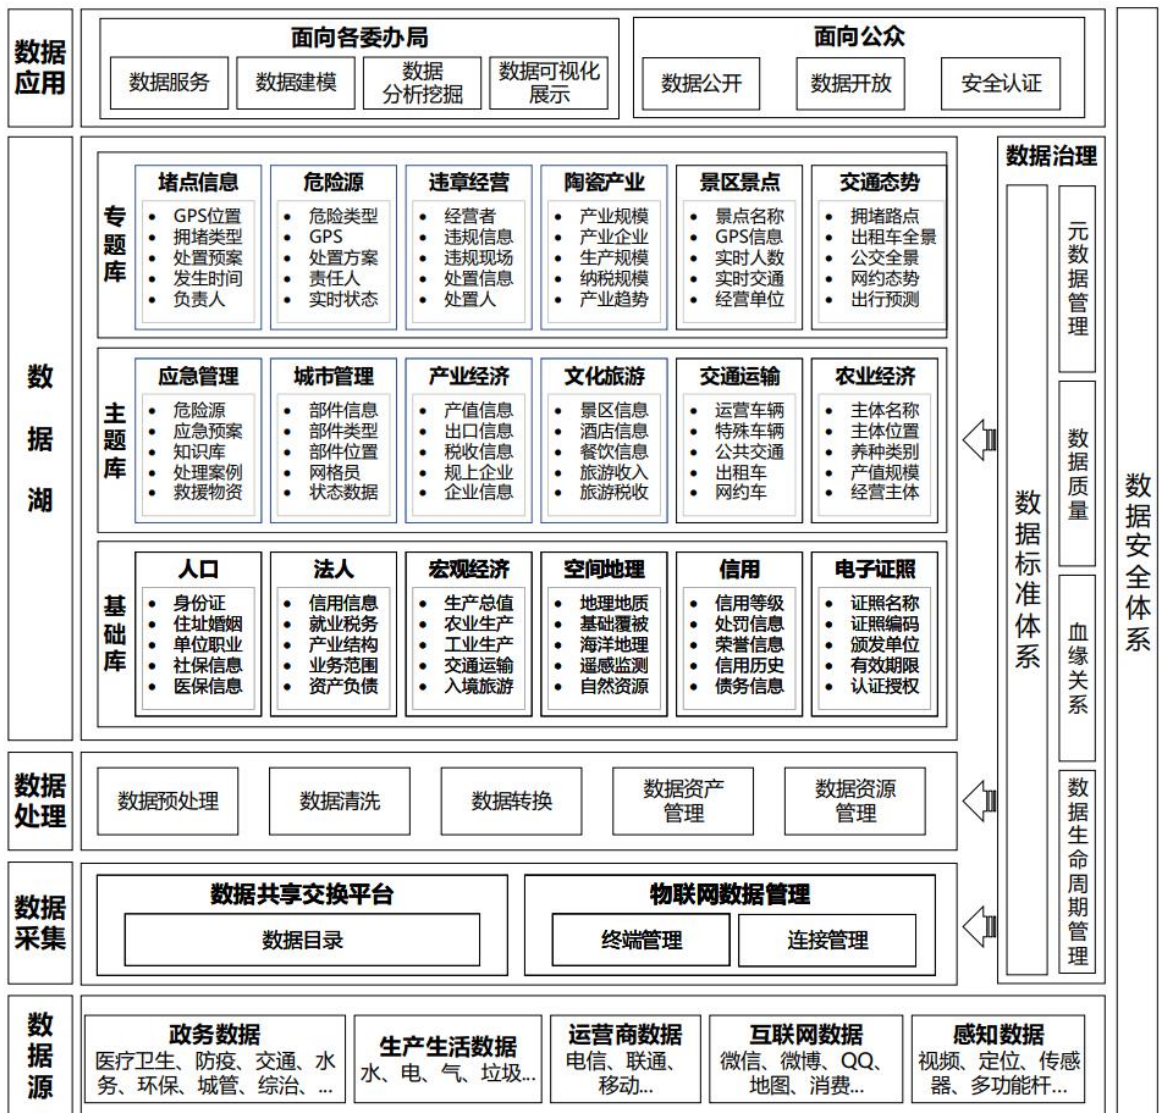 数据
应用
面向各委办局
数据服务
数据建模
数据
分析挖掘
数据可视化
展示
面向公众
数据公开
数据开放
安全认证
数
据
湖
专
题
库
堵点信息
• GPS位置
• 拥堵类型
• 处置预案
• 发生时间
• 负责人
危险源
• 危险类型
• GPS
• 处置方案
• 责任人
• 实时状态
违章经营
• 经营者
• 违规信息
• 违规现场
• 处置信息
• 处置人
陶瓷产业
• 产业规模
• 产业企业
• 生产规模
• 纳税规模
• 产业趋势
景区景点
• 景点名称
• GPS信息
• 实时人数
• 实时交通
• 经营单位
交通态势
• 拥堵路点
• 出租车全景
• 公交全景
• 网约态势
• 出行预测
主
题
库
应急管理
• 危险源
• 应急预案
• 知识库
• 处理案例
• 救援物资
城市管理
• 部件信息
• 部件类型
• 部件位置
• 网格员
• 状态数据
产业经济
• 产值信息
• 出口信息
• 税收信息
• 规上企业
• 企业信息
文化旅游
• 景区信息
• 酒店信息
• 餐饮信息
• 旅游收入
• 旅游税收
交通运输
• 运营车辆
• 特殊车辆
• 公共交通
• 出租车
• 网约车
农业经济
• 主体名称
• 主体位置
• 养种类别
• 产值规模
• 经营主体
基
础
库
人口
• 身份证
• 住址婚姻
• 单位职业
• 社保信息
• 医保信息
法人
• 信用信息
• 就业税务
• 产业结构
• 业务范围
• 资产负债
宏观经济
• 生产总值
• 农业生产
• 工业生产
• 交通运输
• 入境旅游
空间地理
• 地理地质
• 基础覆被
• 海洋地理
• 遥感监测
• 自然资源
信用
• 信用等级
• 处罚信息
• 荣誉信息
• 信用历史
• 债务信息
电子证照
• 证照名称
• 证照编码
• 颁发单位
• 有效期限
• 认证授权
数据
处理
数据预处理
数据清洗
数据转换
数据资产
管理
数据资源
管理
数据
采集
数据共享交换平台
数据目录
物联网数据管理
终端管理
连接管理
数
据
源
政务数据
医疗卫生、防疫、交通、水
务、环保、城管、综治、...
生产生活数据
水、电、气、垃圾...
运营商数据
电信、联通、
移动...
互联网数据
微信、微博、QQ、
地图、消费...
感知数据
视频、定位、传感
器、多功能杆...
数据治理
数据标准体系
元数据管理
数据质量
血缘关系
数据生命周期管理
数据安全体系